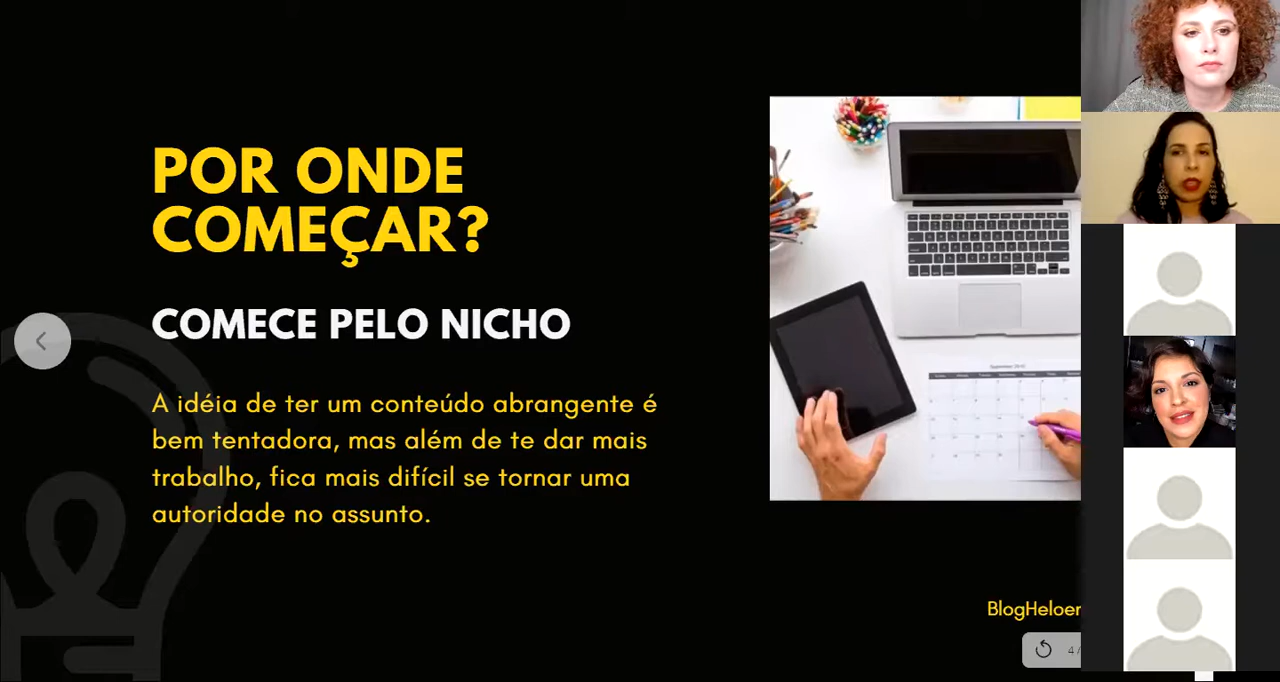 POR ONDE
COMEÇAR?
COMECE PELO NICHO
A idéia de ter um conteúdo abrangente é
bem tentadora, mas além de te dar mais
trabalho, fica mais difícil se tornar uma
autoridade no assunto.
BlogHeloer
4 /